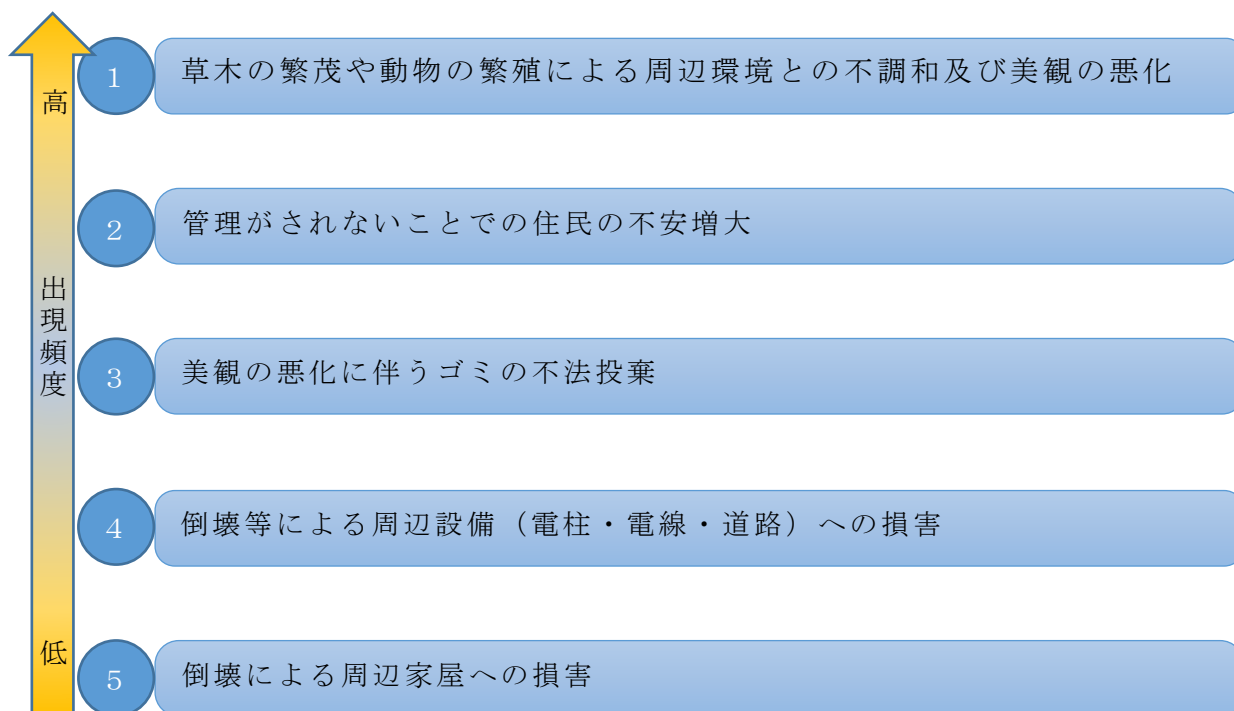 高
1
草木の繁茂や動物の繁殖による周辺環境との不調和及び美観の悪化
2
管理がされないことでの住民の不安増大
出現頻度
3
美観の悪化に伴うゴミの不法投棄
4
倒壊等による周辺設備（電柱・電線・道路）への損害
低
5
倒壊による周辺家屋への損害